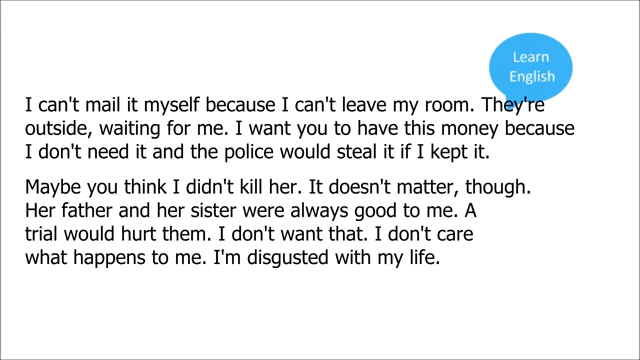 Learn
English
I can't mail it myself because I can't leave my room. They're
outside, waiting for me. I want you to have this money because
I don't need it and the police would steal it if I kept it.
Maybe you think I didn't kill her. It doesn't matter, though.
Her father and her sister were always good to me. A
trial would hurt them. I don't want that. I don't care
what happens to me. I'm disgusted with my life.